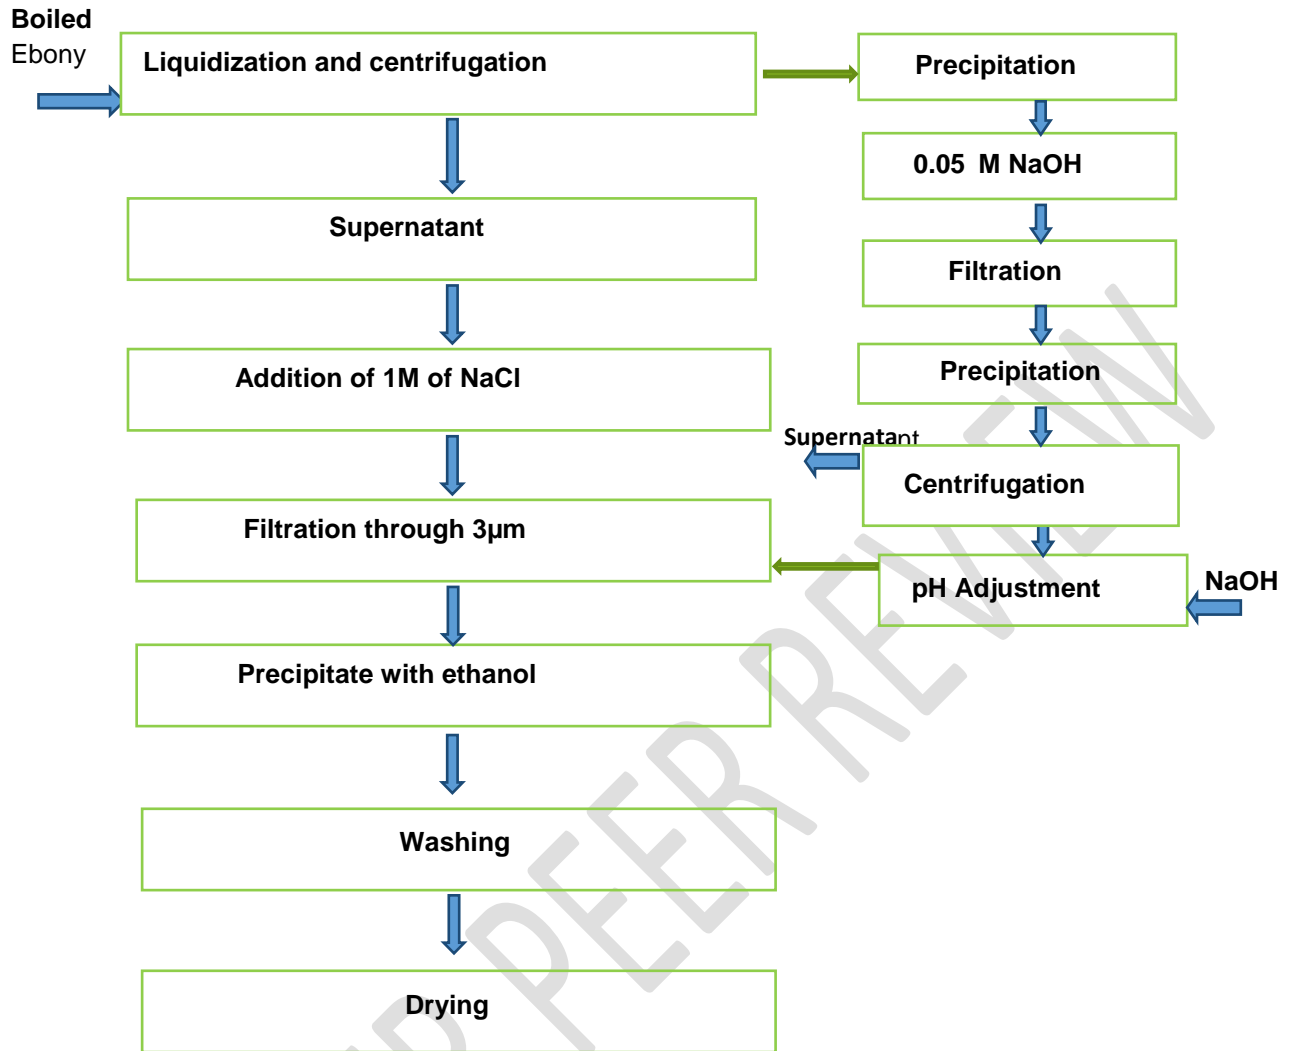 Boiled
Ebony
Liquidization and centrifugation
Supernatant
Addition of 1M of NaCl
Filtration through 3µm
Precipitate with ethanol
Washing
Drying
Precipitation
0.05 M NaOH
Filtration
Precipitation
Supernatant
Centrifugation
pH Adjustment
NaOH
PEER REVIEW